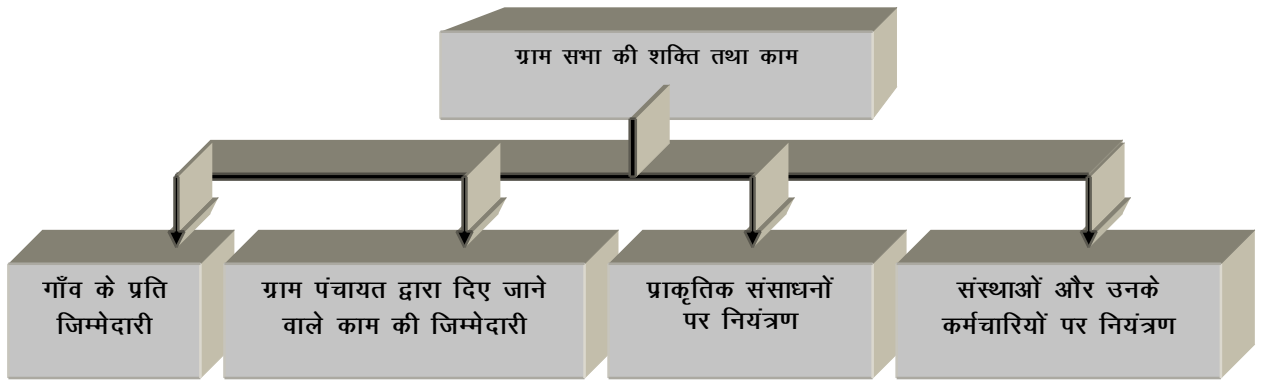 ग्राम सभा की शक्ति तथा काम
गाँव के प्रति
जिम्मेदारी
ग्राम पंचायत द्वारा दिए जाने
वाले काम की जिम्मेदारी
प्राकृतिक संसाधनों
पर नियंत्रण
संस्थाओं और उनके
कर्मचारियों पर नियंत्रण